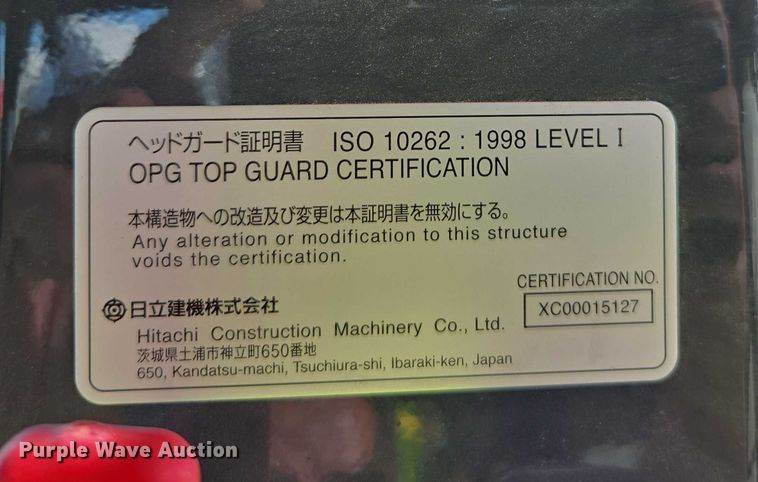 ヘッドガード証明書 ISO 10262 : 1998 LEVEL I
OPG TOP GUARD CERTIFICATION
本構造物への改造及び変更は本証明書を無効にする。
Any alteration or modification to this structure
voids the certification.
CERTIFICATION NO.
XC00015127
日立建機株式会社
Hitachi Construction Machinery Co., Ltd.
茨城県土浦市神立町650番地
650, Kandatsu-machi, Tsuchiura-shi, Ibaraki-ken, Japan
Purple Wave Auction